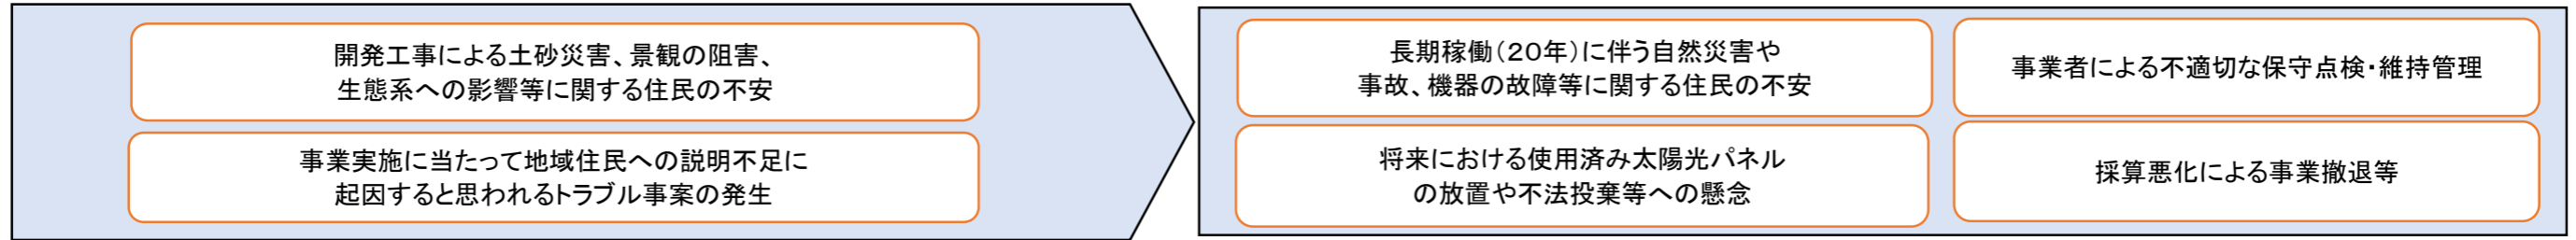 開発工事による土砂災害、景観の阻害、
生態系への影響等に関する住民の不安
事業実施に当たって地域住民への説明不足に
起因すると思われるトラブル事案の発生
長期稼働（２０年）に伴う自然災害や
事故、機器の故障等に関する住民の不安
将来における使用済み太陽光パネル
の放置や不法投棄等への懸念
事業者による不適切な保守点検・維持管理
採算悪化による事業撤退等